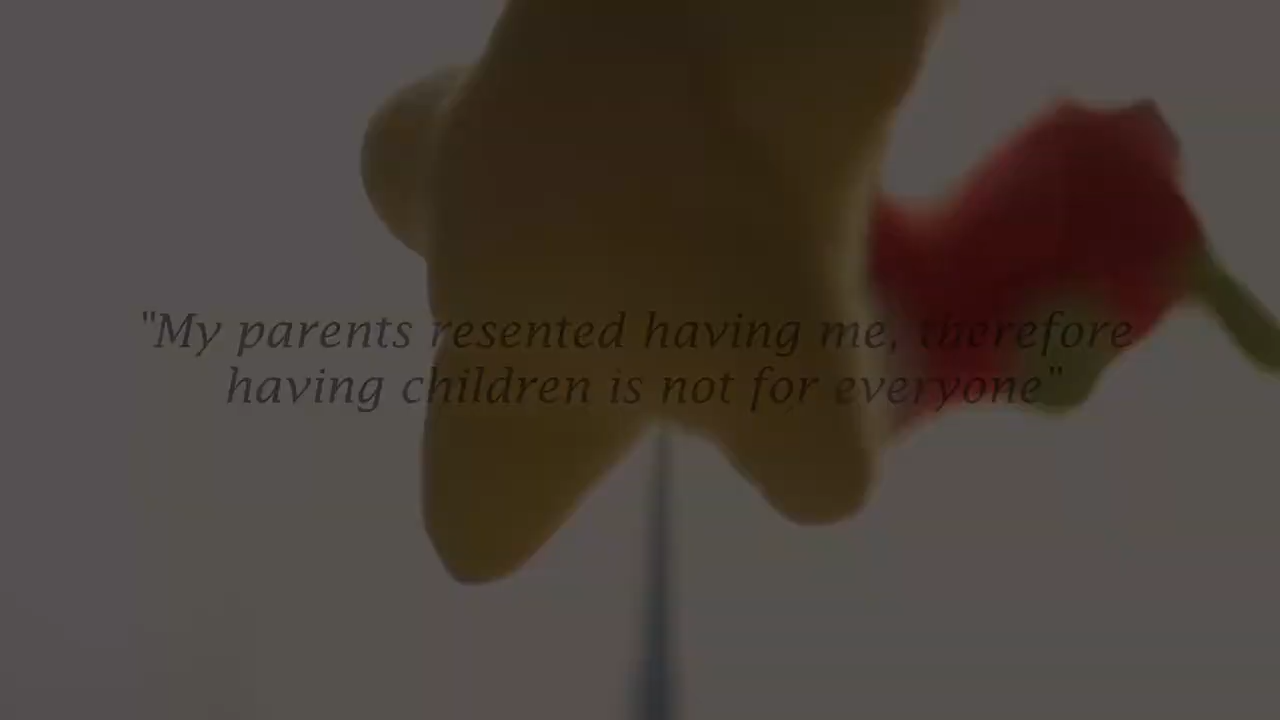 "My parents resented having me, therefore
having children is not for everyone"